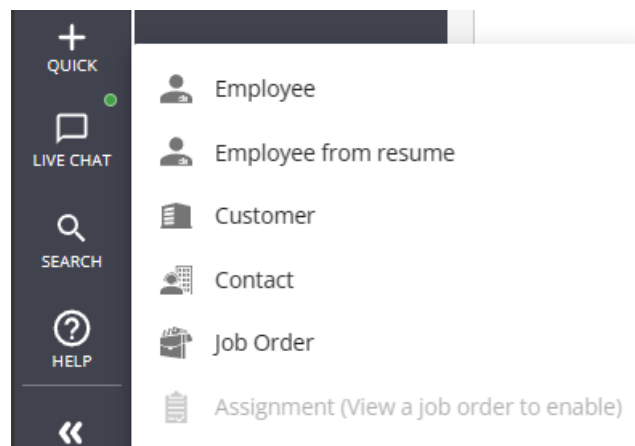 QUICK
LIVE CHAT
SEARCH
HELP
Employee
Employee from resume
Customer
Contact
Job Order
Assignment (View a job order to enable)